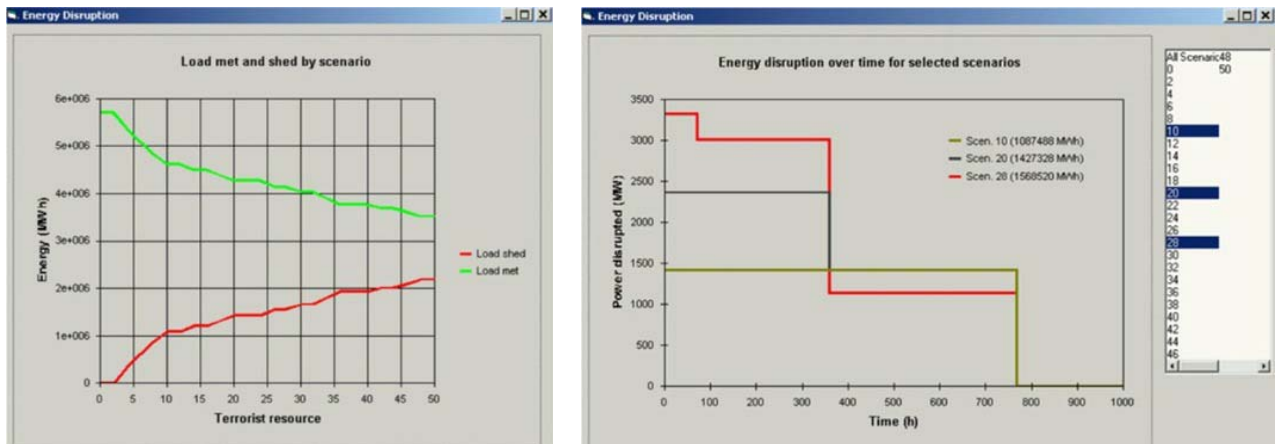 Energy Disruption
Load met and shed by scenario
6e+006
5e+006
4e+006
3e+006
2e+006
1e+006
0
Energy (MWh)
0 5 10 15 20 25 30 35 40 45 50
Terrorist resource
Load shed
Load met
Energy Disruption
Energy disruption over time for selected scenarios
3500
3000
2500
2000
1500
1000
500
0
Power disrupted (MW)
0 100 200 300 400 500 600 700 800 900 1000
Time (h)
Scen. 10 (1087488 MWh)
Scen. 20 (1427328 MWh)
Scen. 28 (1568520 MWh)
All Scenaric48
0 50
2
4
6
8
10
12
14
16
18
20
22
24
26
28
30
32
34
36
38
40
42
44
46